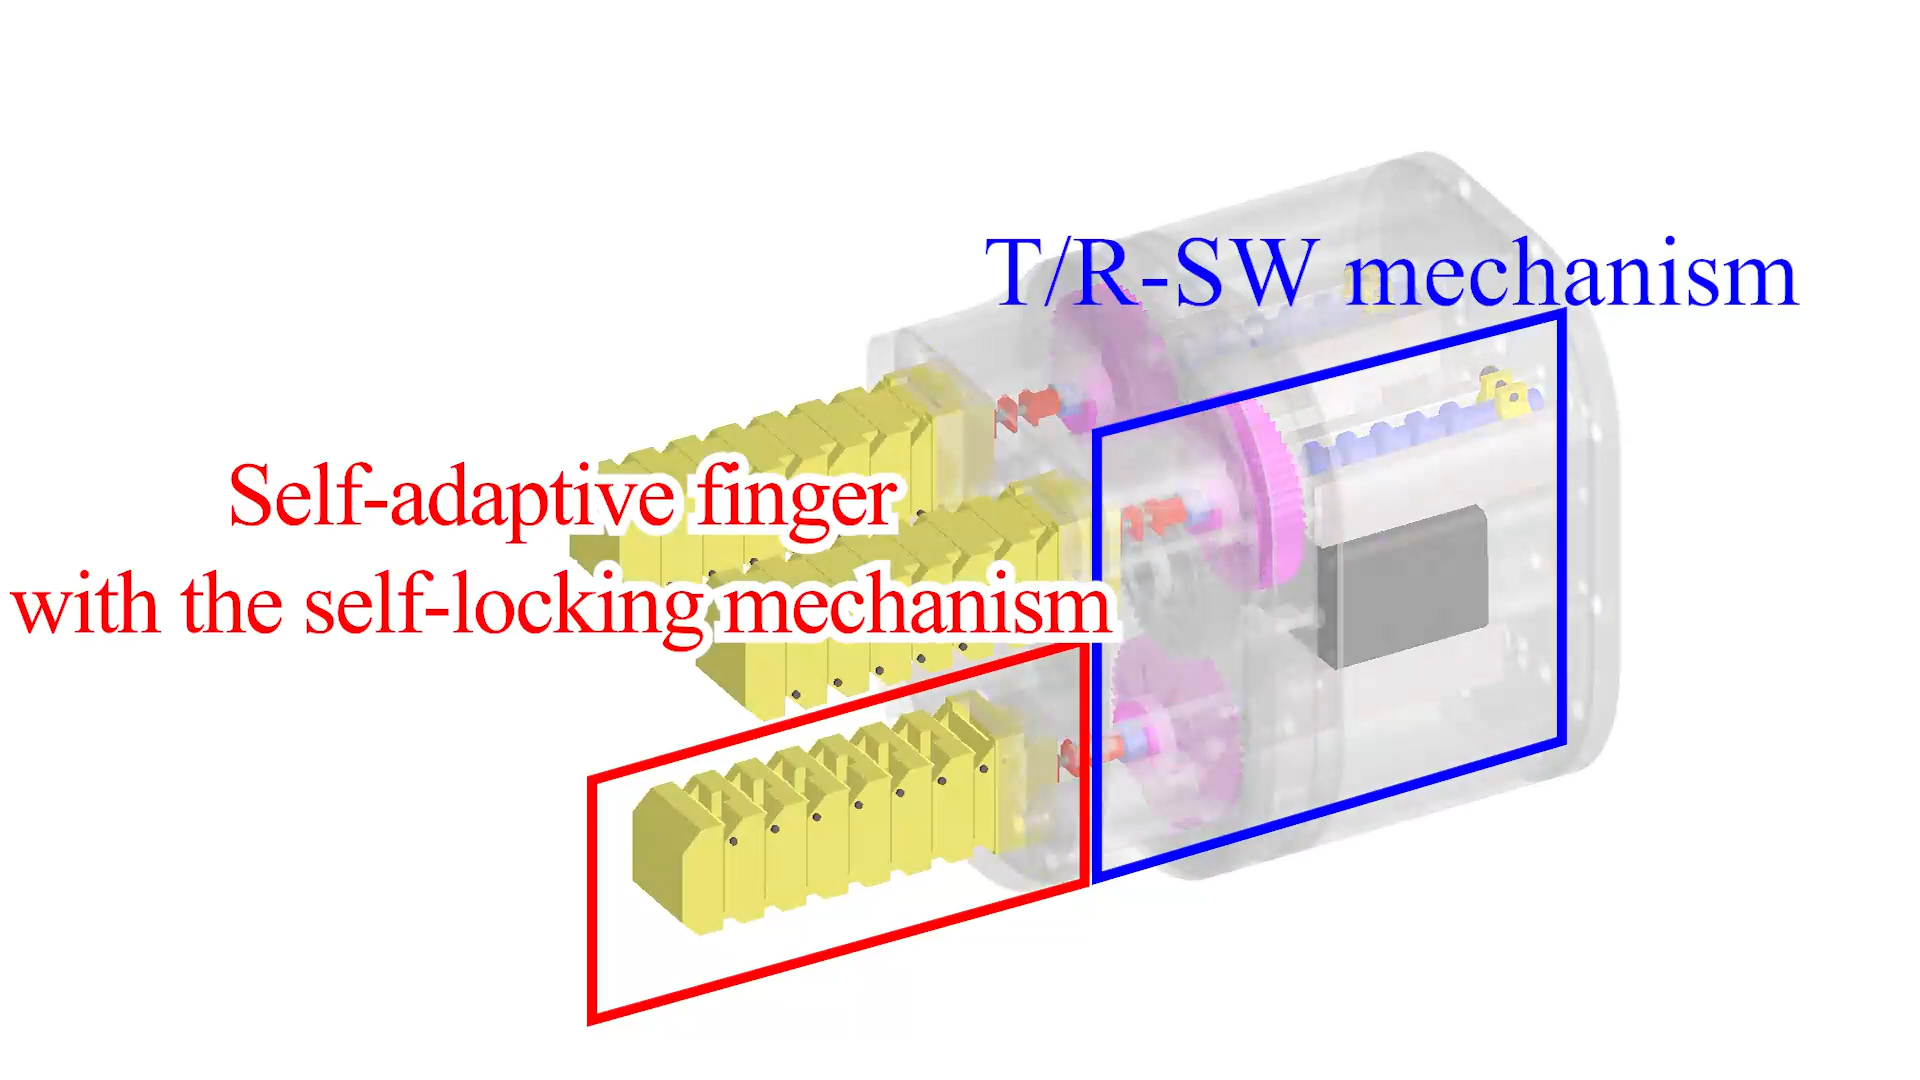 T/R-SW mechanism
Self-adaptive finger
with the self-locking mechanism